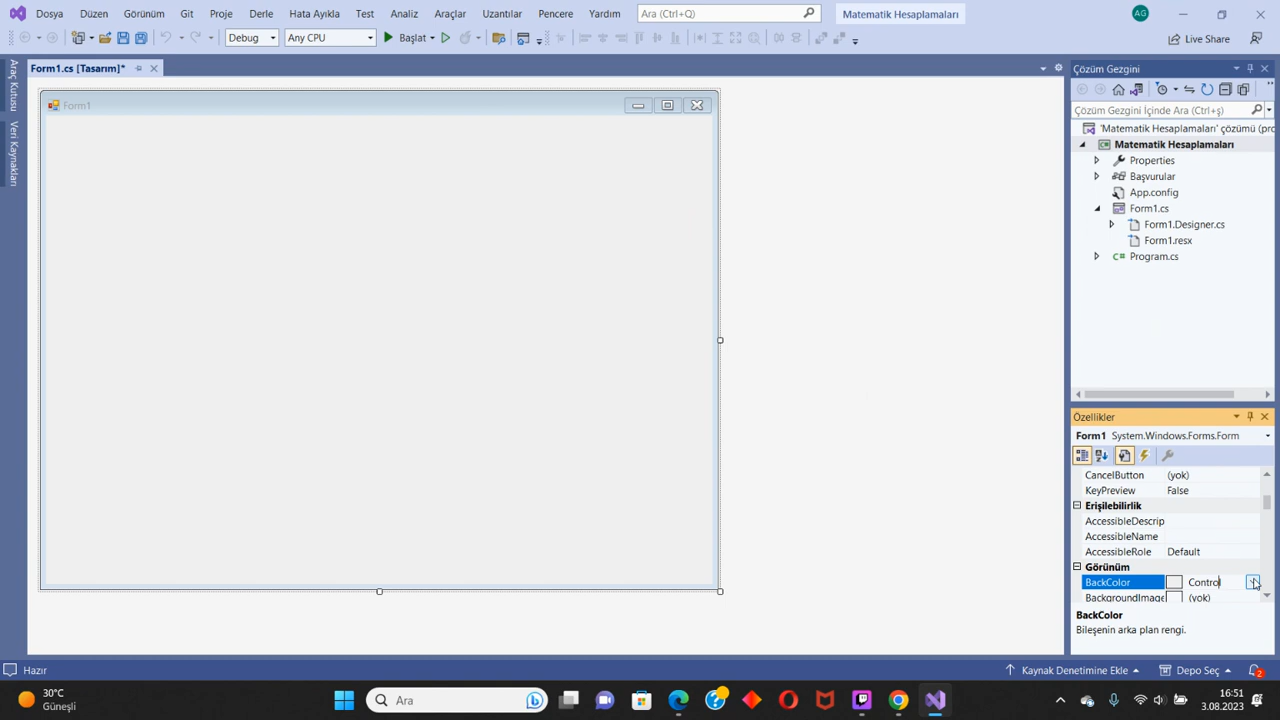 Dosya Düzen Görünüm Git Proje Derle Hata Ayıkla Test Analiz Araçlar Uzantılar Pencere Yardım Ara (Ctrl+Q) Matematik Hesaplamaları AG
Debug Any CPU Başlat Live Share
Form1.cs [Tasarım]*
Araç Kutusu
Veri Kaynakları
Form1
Çözüm Gezgini
Çözüm Gezgini İçinde Ara (Ctrl+ş)
'Matematik Hesaplamaları' çözümü (pro
Matematik Hesaplamaları
Properties
Başvurular
App.config
Form1.cs
Form1.Designer.cs
Form1.resx
C# Program.cs
Özellikler
Form1 System.Windows.Forms.Form
CancelButton (yok)
KeyPreview False
Erişilebilirlik
AccessibleDescrip
AccessibleName
AccessibleRole Default
Görünüm
BackColor Control
BackgroundImage (yok)
BackColor
Bileşenin arka plan rengi.
Hazır Kaynak Denetimine Ekle Depo Seç 2
30°C
Güneşli
Ara
16:51
3.08.2023